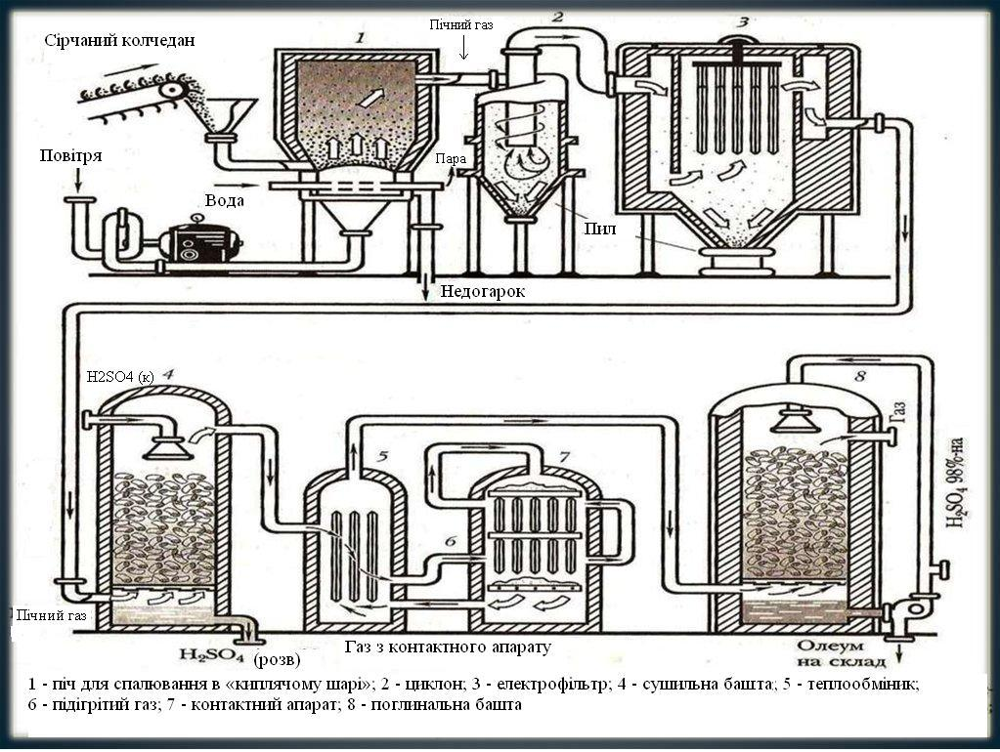 Пічний газ
2
3
Сірчаний колчедан
1
Повітря
Пара
Вода
Пил
Недогарок
H2SO4 (к)
4
8
Газ
5
7
H₂SO₄ 98%-на
6
Пічний газ
H₂SO₄ (розв)
Газ з контактного апарату
Олеум
на склад
1 - піч для спалювання в «киплячому шарі»; 2 - циклон; 3 - електрофільтр; 4 - сушильна башта; 5 - теплообміник;
6 - підігрітий газ; 7 - контактний апарат; 8 - поглинальна башта